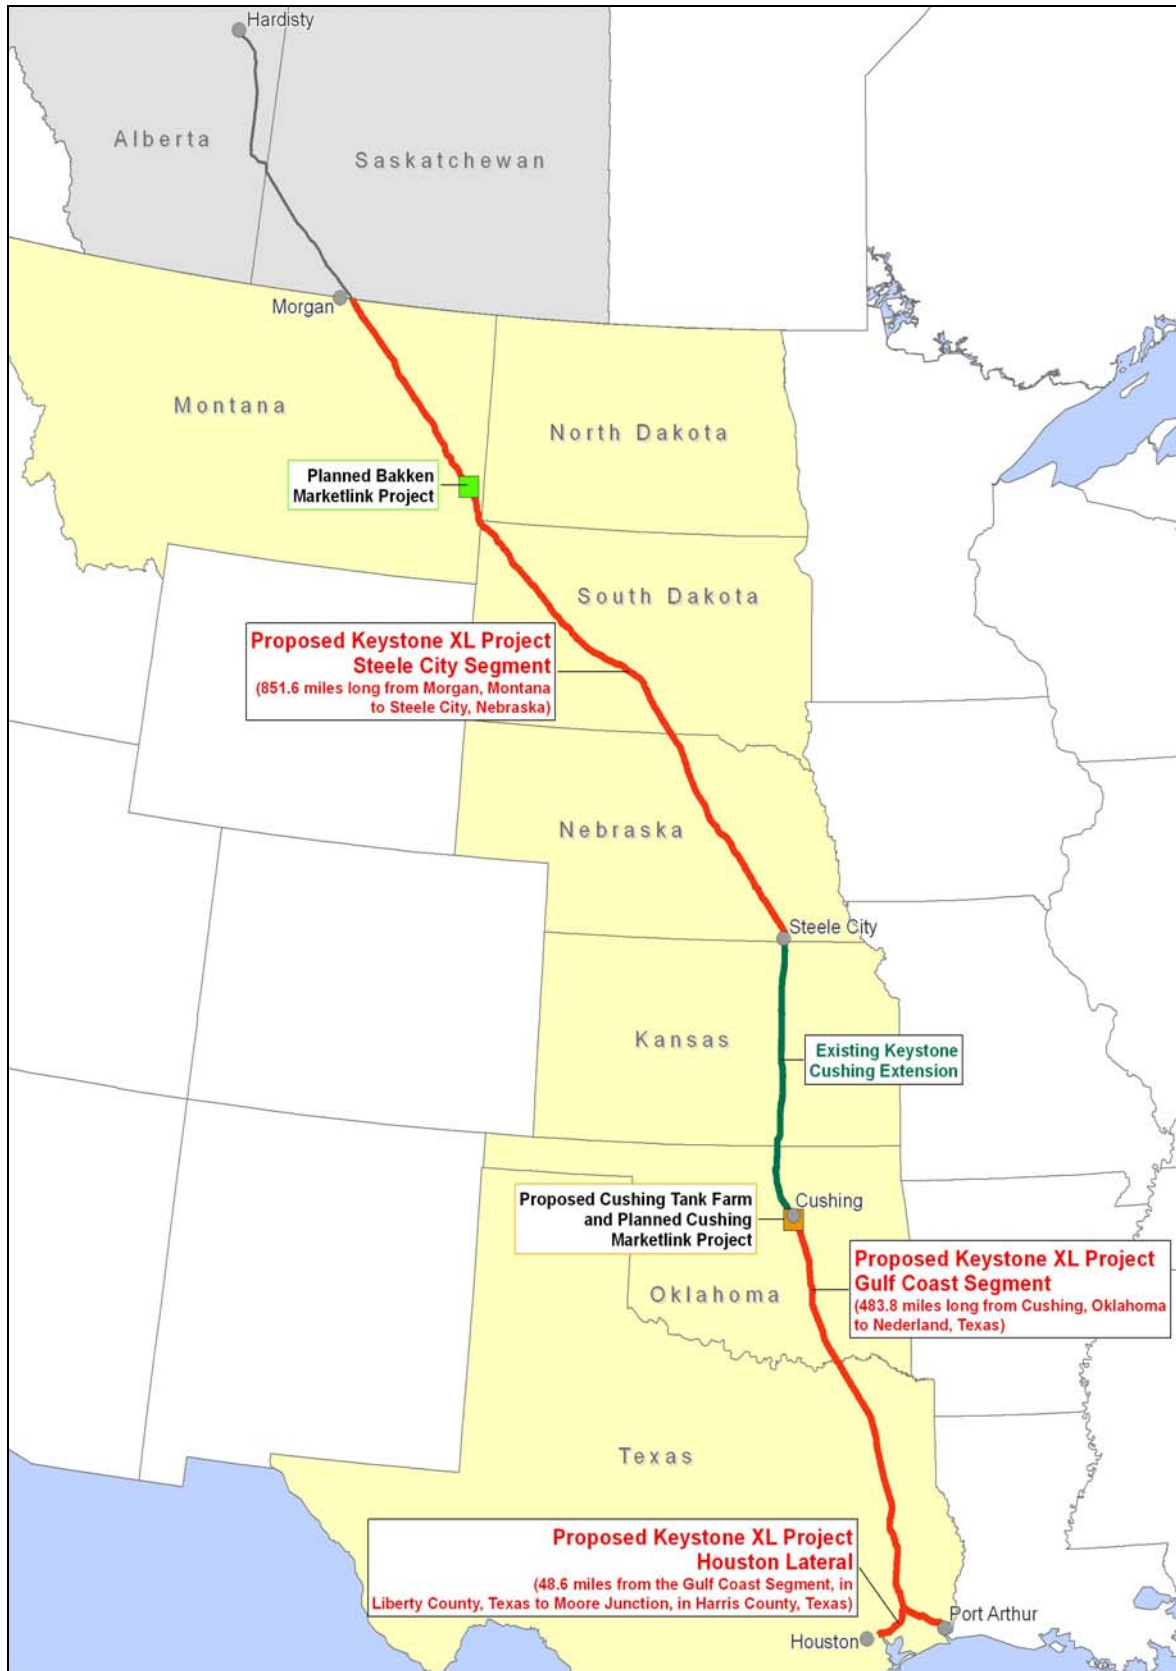 Hardisty
Alberta
Saskatchewan
Morgan
Montana
North Dakota
Planned Bakken
Marketlink Project
South Dakota
Proposed Keystone XL Project
Steele City Segment
(851.6 miles long from Morgan, Montana
to Steele City, Nebraska)
Nebraska
Steele City
Kansas
Existing Keystone
Cushing Extension
Proposed Cushing Tank Farm
and Planned Cushing
Marketlink Project
Cushing
Oklahoma
Proposed Keystone XL Project
Gulf Coast Segment
(483.8 miles long from Cushing, Oklahoma
to Nederland, Texas)
Texas
Proposed Keystone XL Project
Houston Lateral
(48.6 miles from the Gulf Coast Segment, in
Liberty County, Texas to Moore Junction, in Harris County, Texas)
Port Arthur
Houston